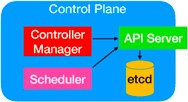 Control Plane
Controller
Manager
API Server
Scheduler
etcd